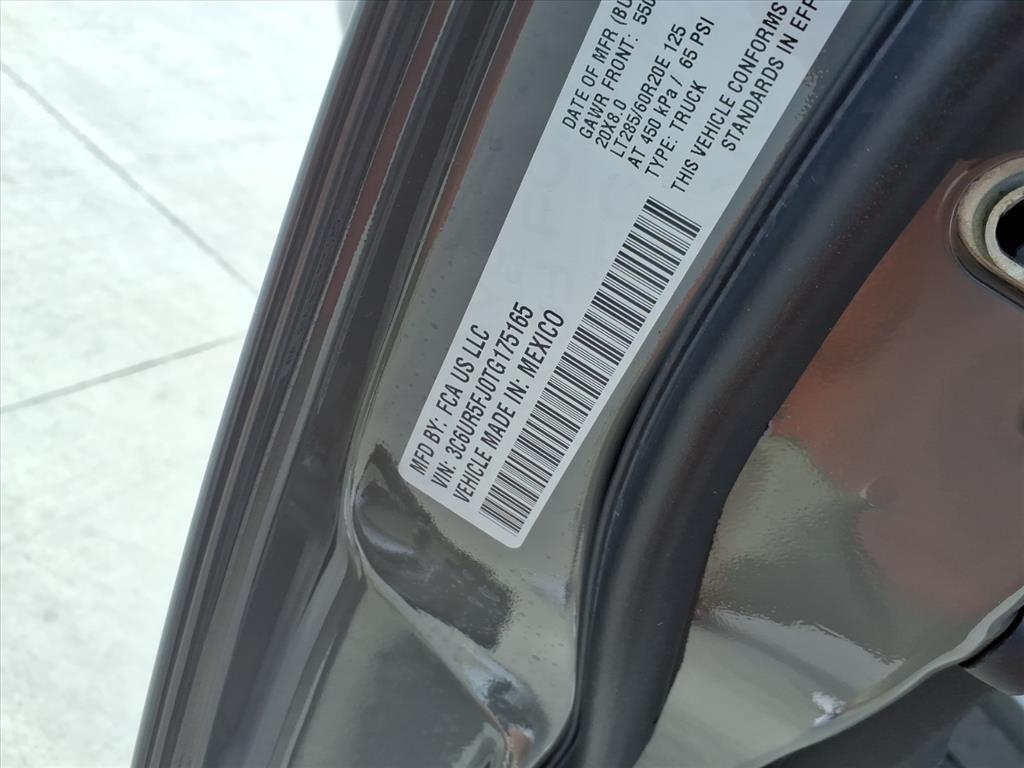 MFD BY: FCA US LLC
VIN: 3C6UR5FJ0TG175165
VEHICLE MADE IN: MEXICO
DATE OF MFR
GAWR FRONT:
20X8.0
LT285/60R20E 125
AT 450 kPa / 65 PSI
TYPE: TRUCK
THIS VEHICLE CONFORMS
STANDARDS IN